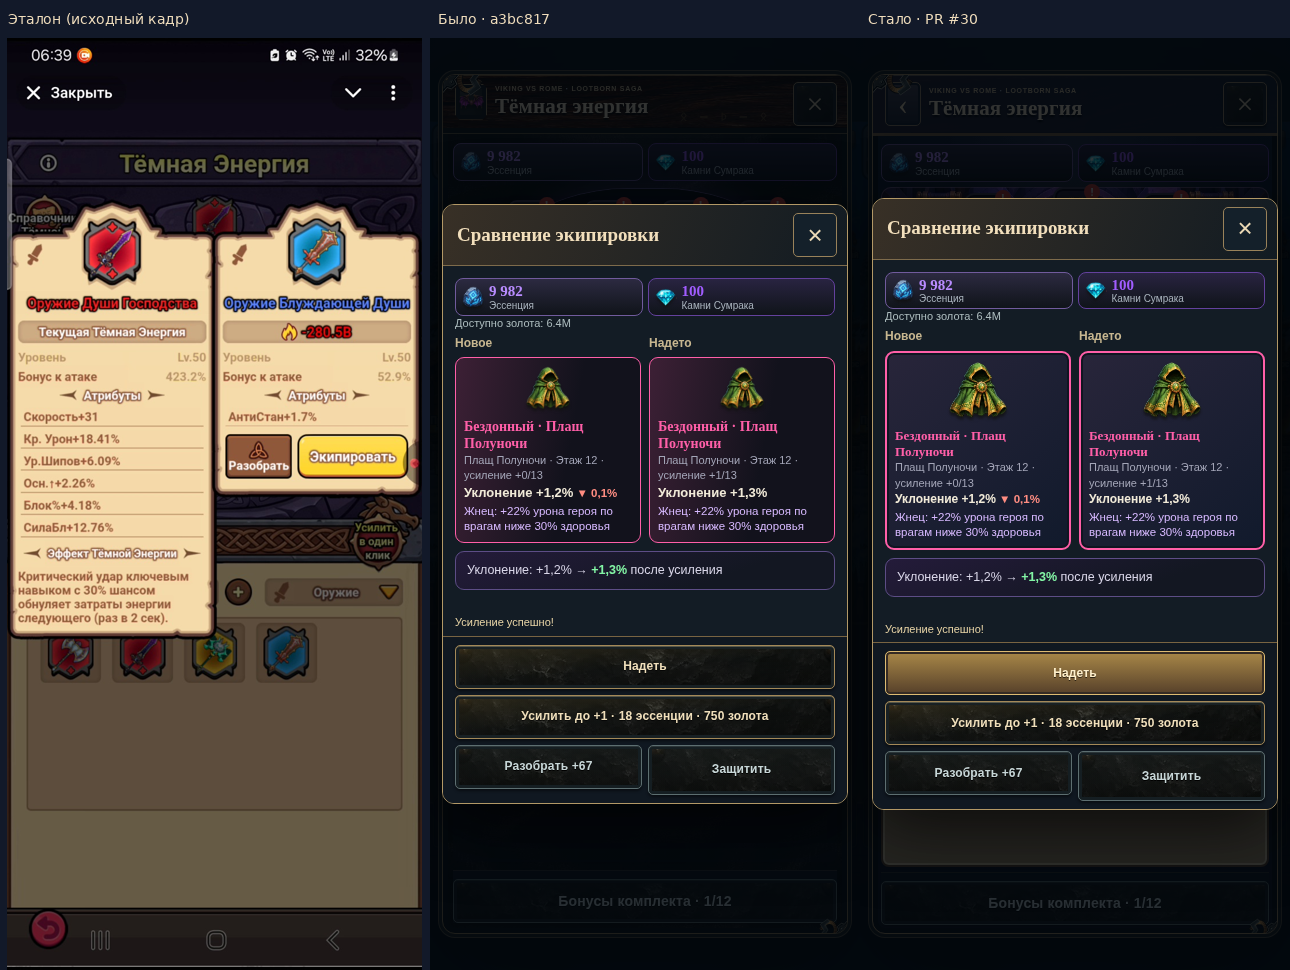 Эталон (исходный кадр)
06:39
Voll
LTE
32%
Закрыть
Тёмная Энергия
Справочник
Оружие Души Господства
Текущая Тёмная Энергия
Уровень Lv.50
Бонус к атаке 423.2%
Атрибуты
Скорость+31
Кр. Урон+18.41%
Ур.Шипов+6.09%
Осн.↑+2.26%
Блок%+4.18%
СилаБл+12.76%
Эффект Тёмной Энергии
Критический удар ключевым
навыком с 30% шансом
обнуляет затраты энергии
следующего (раз в 2 сек).
Оружие Блуждающей Души
-280.5B
Уровень Lv.50
Бонус к атаке 52.9%
Атрибуты
АнтиСтан+1.7%
Разобрать
Экипировать
Усилить
в один
клик
Оружие
Было · a3bc817
VIKING VS ROME · LOOTBORN SAGA
Тёмная энергия
9 982
Эссенция
100
Камни Сумрака
Сравнение экипировки
9 982
Эссенция
100
Камни Сумрака
Доступно золота: 6.4M
Новое
Надето
Бездонный · Плащ
Полуночи
Плащ Полуночи · Этаж 12 ·
усиление +0/13
Уклонение +1,2% ▼ 0,1%
Жнец: +22% урона героя по
врагам ниже 30% здоровья
Бездонный · Плащ
Полуночи
Плащ Полуночи · Этаж 12 ·
усиление +1/13
Уклонение +1,3%
Жнец: +22% урона героя по
врагам ниже 30% здоровья
Уклонение: +1,2% → +1,3% после усиления
Усиление успешно!
Надеть
Усилить до +1 · 18 эссенции · 750 золота
Разобрать +67
Защитить
Бонусы комплекта · 1/12
Стало · PR #30
VIKING VS ROME · LOOTBORN SAGA
Тёмная энергия
9 982
Эссенция
100
Камни Сумрака
Сравнение экипировки
9 982
Эссенция
100
Камни Сумрака
Доступно золота: 6.4M
Новое
Надето
Бездонный · Плащ
Полуночи
Плащ Полуночи · Этаж 12 ·
усиление +0/13
Уклонение +1,2% ▼ 0,1%
Жнец: +22% урона героя по
врагам ниже 30% здоровья
Бездонный · Плащ
Полуночи
Плащ Полуночи · Этаж 12 ·
усиление +1/13
Уклонение +1,3%
Жнец: +22% урона героя по
врагам ниже 30% здоровья
Уклонение: +1,2% → +1,3% после усиления
Усиление успешно!
Надеть
Усилить до +1 · 18 эссенции · 750 золота
Разобрать +67
Защитить
Бонусы комплекта · 1/12